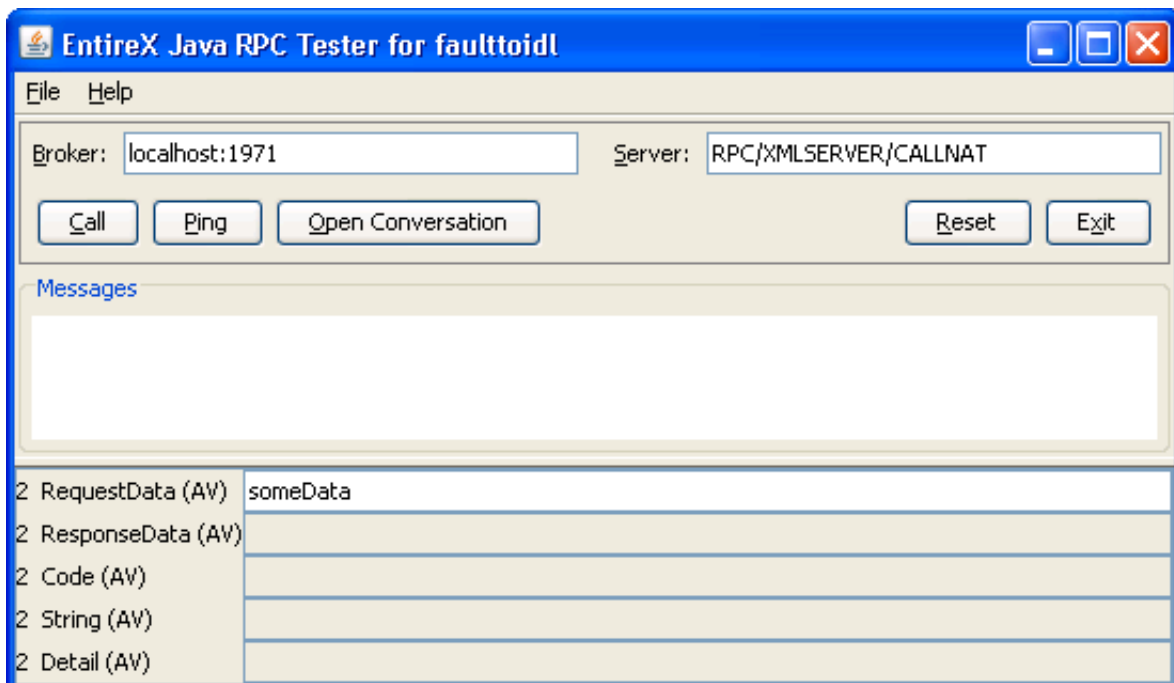 EntireX Java RPC Tester for faulttoidl
File Help
Broker: localhost:1971 Server: RPC/XMLSERVER/CALLNAT
Call Ping Open Conversation Reset Exit
Messages
2 RequestData (AV) someData
2 ResponseData (AV)
2 Code (AV)
2 String (AV)
2 Detail (AV)